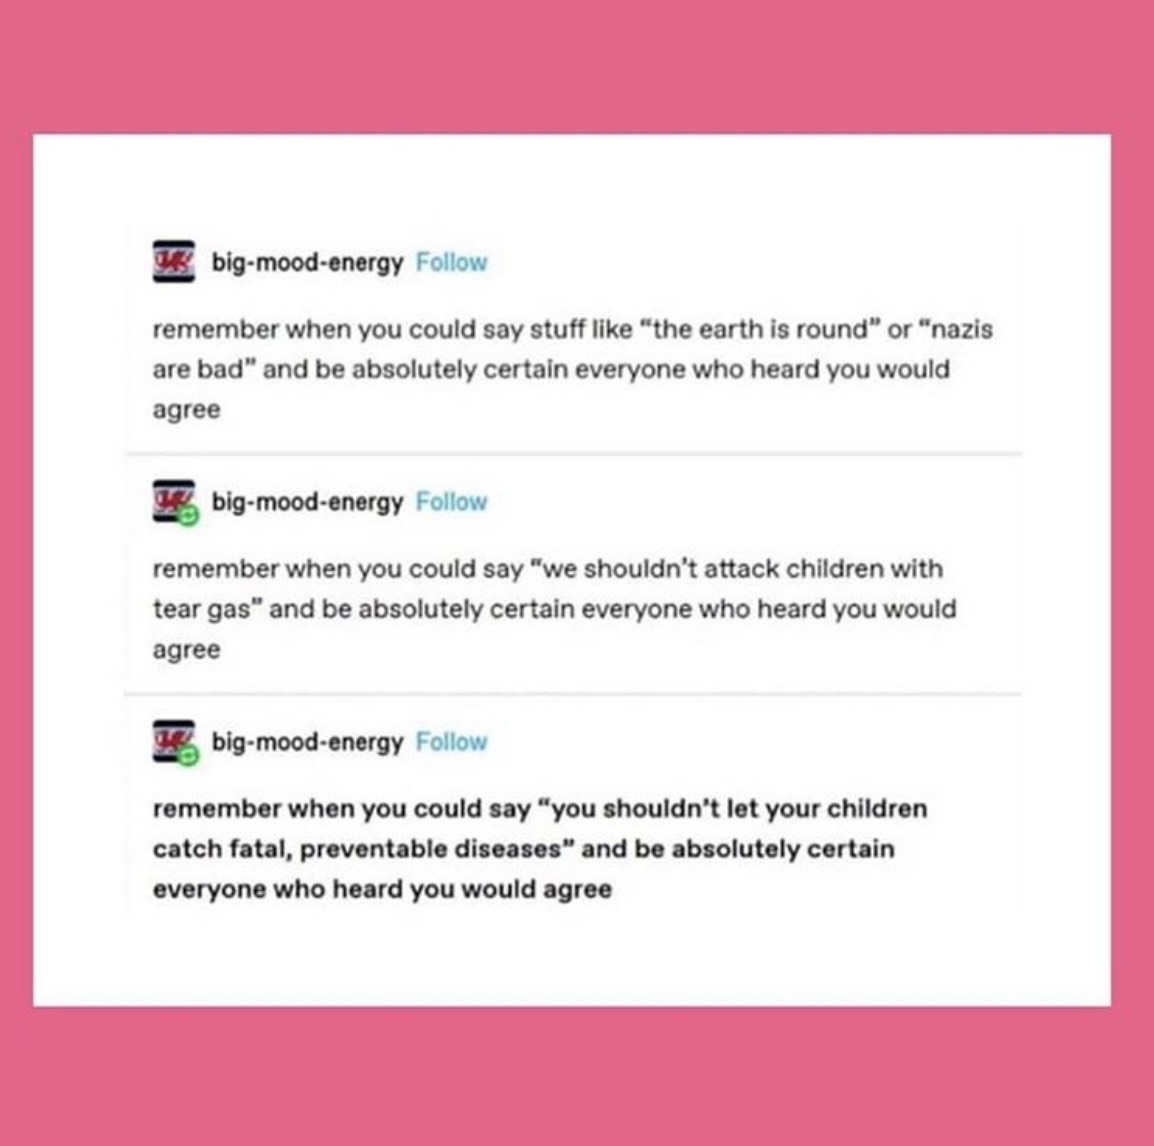 big-mood-energy Follow
remember when you could say stuff like “the earth is round” or “nazis
are bad” and be absolutely certain everyone who heard you would
agree
big-mood-energy Follow
remember when you could say “we shouldn’t attack children with
tear gas” and be absolutely certain everyone who heard you would
agree
big-mood-energy Follow
remember when you could say “you shouldn’t let your children
catch fatal, preventable diseases” and be absolutely certain
everyone who heard you would agree